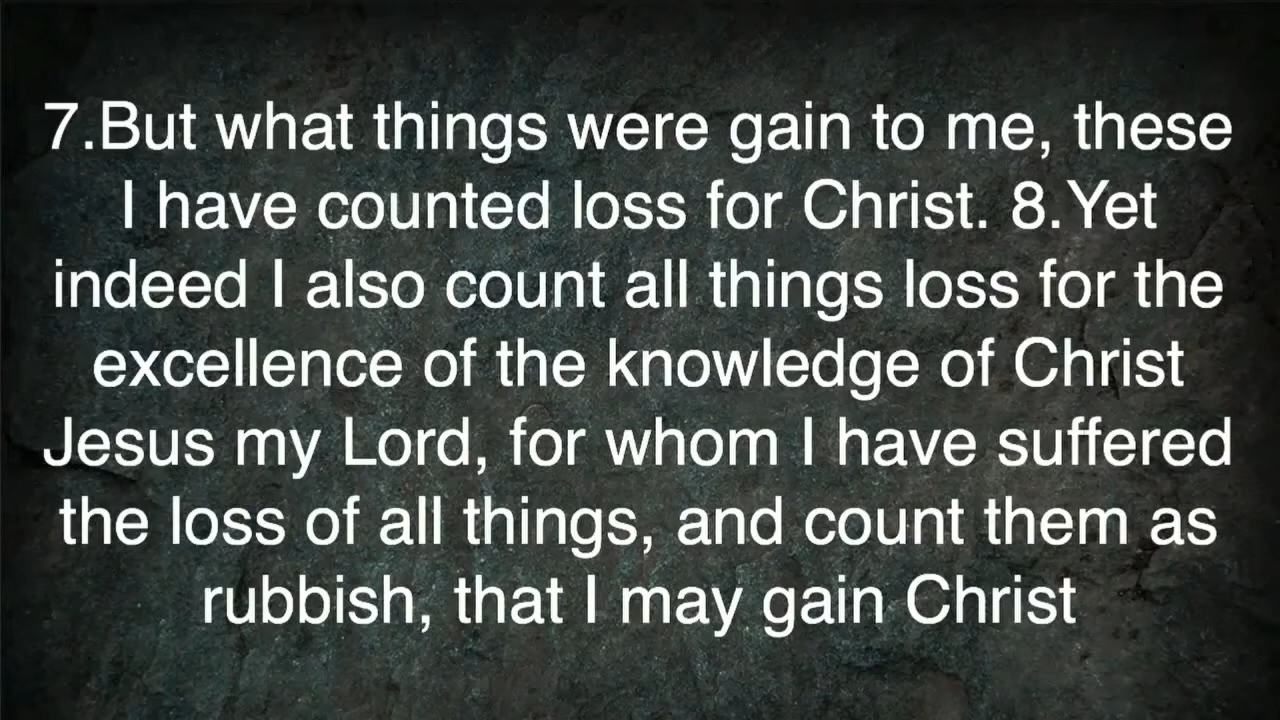 7.But what things were gain to me, these
I have counted loss for Christ. 8.Yet
indeed I also count all things loss for the
excellence of the knowledge of Christ
Jesus my Lord, for whom I have suffered
the loss of all things, and count them as
rubbish, that I may gain Christ